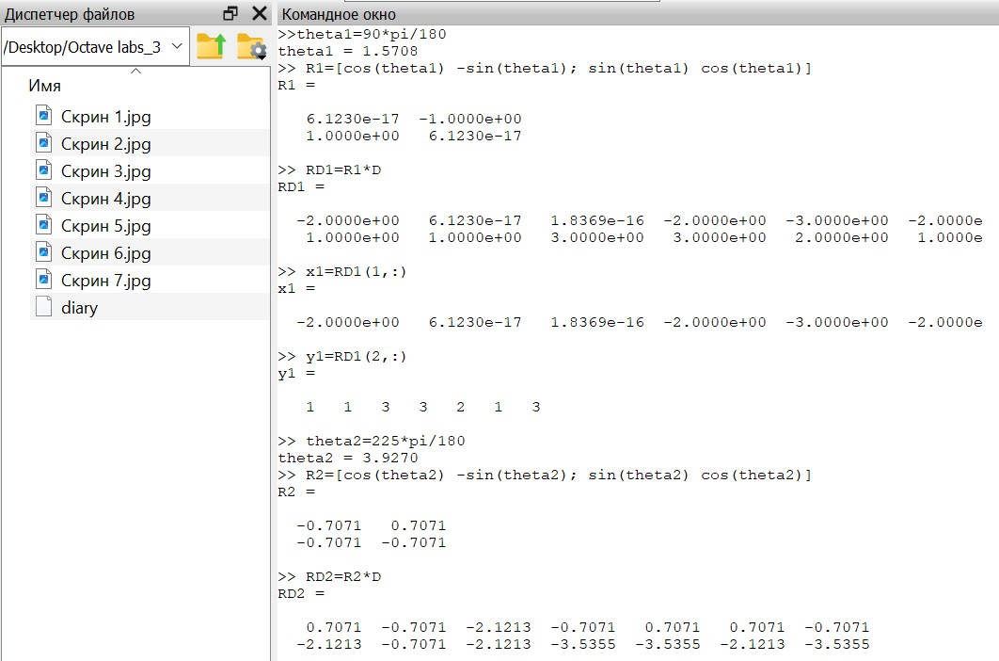 Диспетчер файлов
/Desktop/Octave labs_3
Имя
Скрин 1.jpg
Скрин 2.jpg
Скрин 3.jpg
Скрин 4.jpg
Скрин 5.jpg
Скрин 6.jpg
Скрин 7.jpg
diary
Командное окно
>>theta1=90*pi/180
theta1 = 1.5708
>> R1=[cos(theta1) -sin(theta1); sin(theta1) cos(theta1)]
R1 =
6.1230e-17 -1.0000e+00
1.0000e+00 6.1230e-17
>> RD1=R1*D
RD1 =
-2.0000e+00 6.1230e-17 1.8369e-16 -2.0000e+00 -3.0000e+00 -2.0000e
1.0000e+00 1.0000e+00 3.0000e+00 3.0000e+00 2.0000e+00 1.0000e
>> x1=RD1(1,:)
x1 =
-2.0000e+00 6.1230e-17 1.8369e-16 -2.0000e+00 -3.0000e+00 -2.0000e
>> y1=RD1(2,:)
y1 =
1 1 3 3 2 1 3
>> theta2=225*pi/180
theta2 = 3.9270
>> R2=[cos(theta2) -sin(theta2); sin(theta2) cos(theta2)]
R2 =
-0.7071 0.7071
-0.7071 -0.7071
>> RD2=R2*D
RD2 =
0.7071 -0.7071 -2.1213 -0.7071 0.7071 0.7071 -0.7071
-2.1213 -0.7071 -2.1213 -3.5355 -3.5355 -2.1213 -3.5355